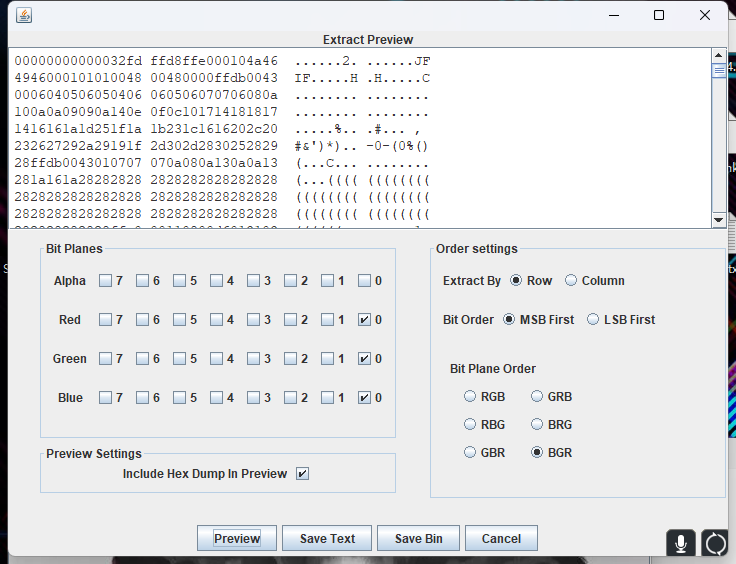 Extract Preview
00000000000032fd ffd8ffe000104a46 ......2. ......JF
4946000101010048 00480000ffdb0043 IF.....H .H.....C
0006040506050406 060506070706080a ........ ........
100a0a09090a140e 0f0c101714181817 ........ ........
1416161a1d251f1a 1b231c1616202c20 .....%.. .#... , 
232627292a29191f 2d302d2830252829 #&')*).. -0-(0%()
28ffdb0043010707 070a080a130a0a13 (...C... ........
281a161a28282828 2828282828282828 (...(((( ((((((((
2828282828282828 2828282828282828 (((((((( ((((((((
2828282828282828 2828282828282828 (((((((( ((((((((
Bit Planes
Alpha 7 6 5 4 3 2 1 0
Red 7 6 5 4 3 2 1 0
Green 7 6 5 4 3 2 1 0
Blue 7 6 5 4 3 2 1 0
Preview Settings
Include Hex Dump In Preview
Order settings
Extract By Row Column
Bit Order MSB First LSB First
Bit Plane Order
RGB GRB
RBG BRG
GBR BGR
Preview Save Text Save Bin Cancel